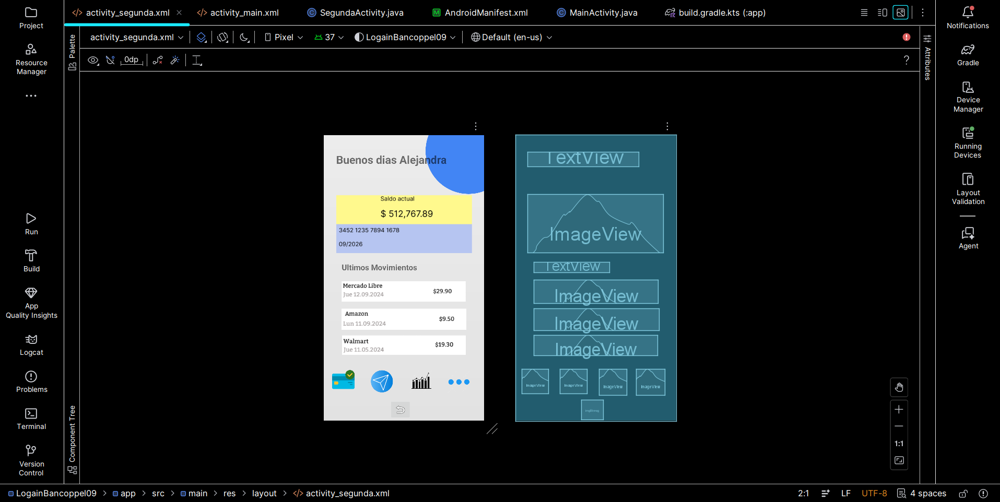 Project
activity_segunda.xml
activity_main.xml
SegundaActivity.java
AndroidManifest.xml
MainActivity.java
build.gradle.kts (:app)
Notifications
activity_segunda.xml
Pixel
37
LogainBancoppel09
Default (en-us)
Palette
Attributes
0dp
?
Resource
Manager
Gradle
Device
Manager
Running
Devices
Layout
Validation
Agent
Buenos dias Alejandra
Saldo actual
$ 512,767.89
3452 1235 7894 1678
09/2026
Ultimos Movimientos
Mercado Libre
Jue 12.09.2024
$29.90
Amazon
Lun 11.09.2024
$9.50
Walmart
Jue 11.05.2024
$19.30
TextView
ImageView
TextView
ImageView
ImageView
ImageView
ImageView
ImageView
ImageView
ImageView
Run
Build
App
Quality Insights
Logcat
Problems
Terminal
Version
Control
Component Tree
1:1
LogainBancoppel09
app
src
main
res
layout
activity_segunda.xml
2:1
LF
UTF-8
4 spaces